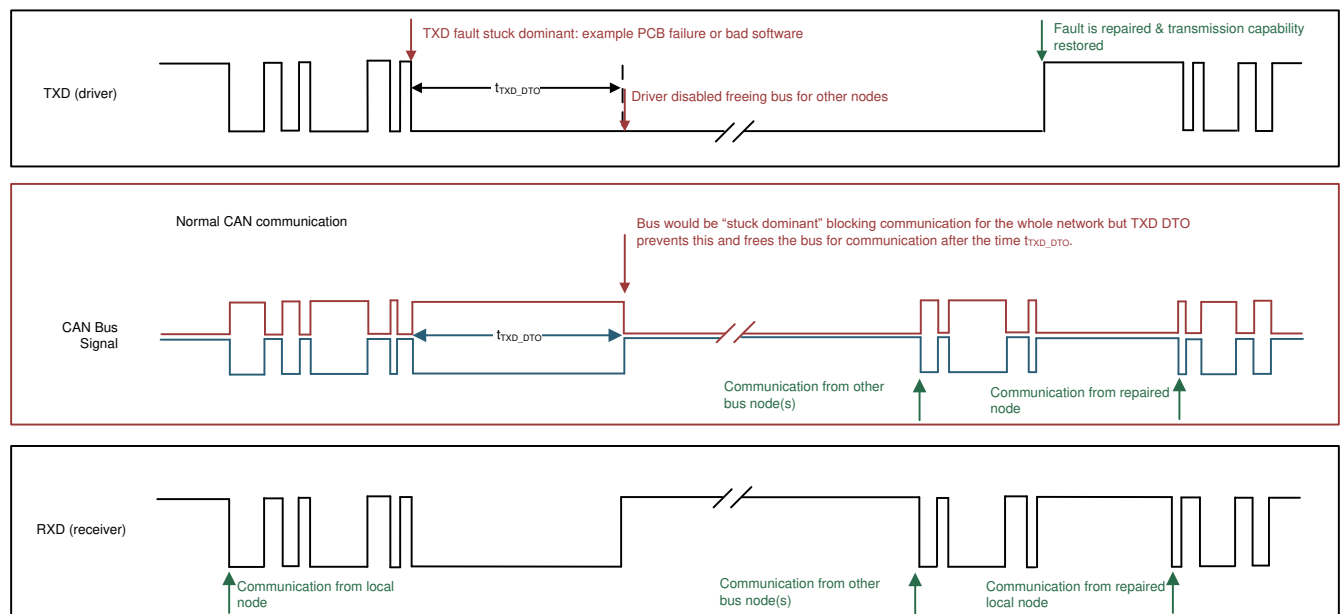 TXD fault stuck dominant: example PCB failure or bad software
Fault is repaired & transmission capability
restored
TXD (driver)
tTXD_DTO
Driver disabled freeing bus for other nodes
Normal CAN communication
Bus would be “stuck dominant” blocking communication for the whole network but TXD DTO
prevents this and frees the bus for communication after the time tTXD_DTO.
CAN Bus
Signal
tTXD_DTO
Communication from other
bus node(s)
Communication from repaired
node
RXD (receiver)
Communication from local
node
Communication from other
bus node(s)
Communication from repaired
local node